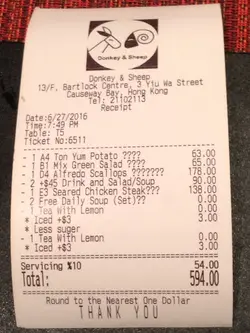 Donkey & Sheep
Donkey & Sheep
13/F, Bartlock Centre, 3 Yiu Wa Street
Causeway Bay, Hong Kong
Tel: 21102113
Receipt
Date:6/27/2016
Time:7:49 PM
Table: T5
Ticket No:6511
- 1 A4 Ton Yum Potato ???? 63.00
- 1 B1 Mix Green Salad ???? 65.00
- 1 D4 Alfredo Scallops ??????? 178.00
- 2 +$45 Drink and Salad/Soup 90.00
- 1 E3 Seared Chicken Steak??? 138.00
- 2 Free Daily Soup (Set)?? 0.00
- 1 Tea With Lemon 0.00
* Iced +$3 3.00
* Less suger
- 1 Tea With Lemon 0.00
* Iced +$3 3.00
Servicing %10 54.00
Total: 594.00
Round to the Nearest One Dollar
THANK YOU